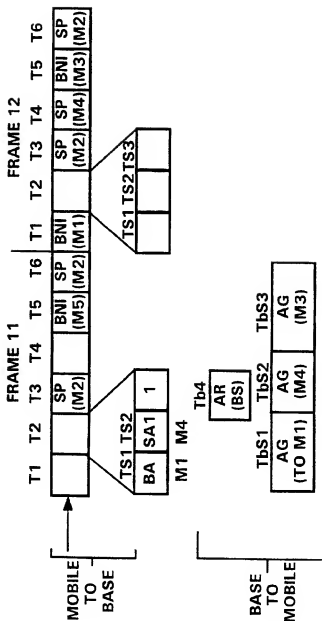 FRAME 11
FRAME 12
T1 T2 T3 T4 T5 T6 T1 T2 T3 T4 T5 T6
SP (M2)
BNI (M5)
SP (M2)
BNI (M1)
SP (M2)
SP (M4)
BNI (M3)
SP (M2)
MOBILE
TO
BASE
TS1 TS2
BA SA1 1
M1 M4
TS1 TS2 TS3
Tb4
AR
(BS)
BASE
TO
MOBILE
TbS1 TbS2 TbS3
AG
(TO M1)
AG
(M4)
AG
(M3)